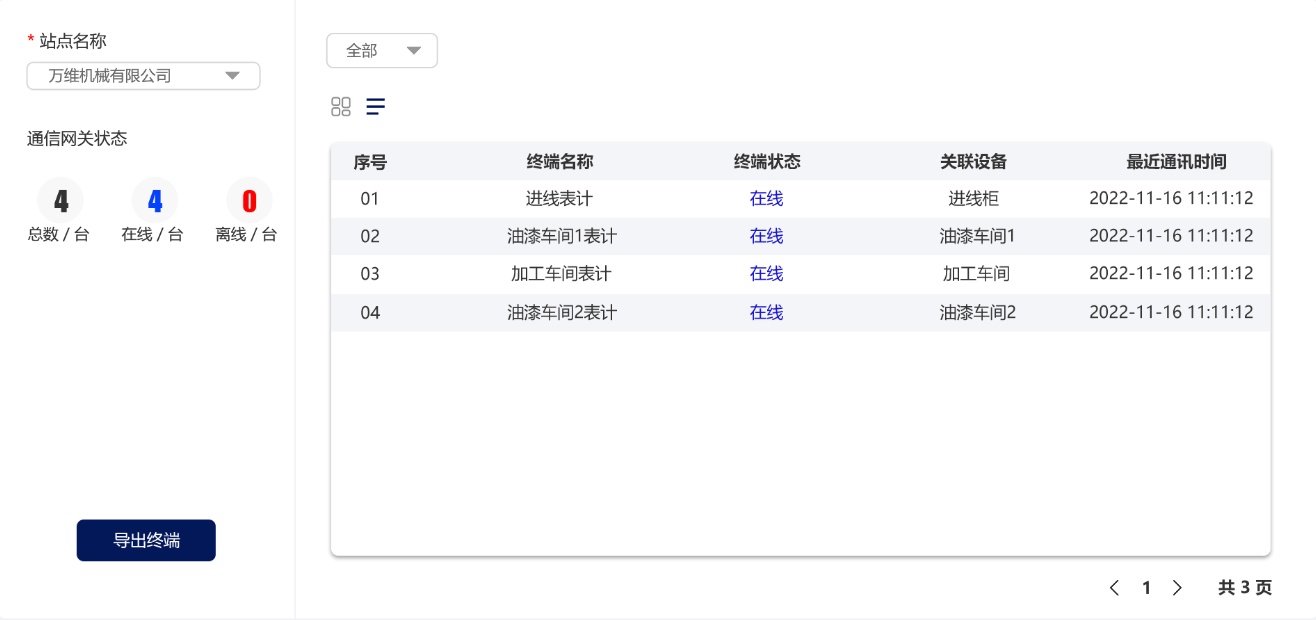 * 站点名称
万维机械有限公司
通信网关状态
4 4 0
总数 / 台 在线 / 台 离线 / 台
导出终端
全部
序号 终端名称 终端状态 关联设备 最近通讯时间
01 进线表计 在线 进线柜 2022-11-16 11:11:12
02 油漆车间1表计 在线 油漆车间1 2022-11-16 11:11:12
03 加工车间表计 在线 加工车间 2022-11-16 11:11:12
04 油漆车间2表计 在线 油漆车间2 2022-11-16 11:11:12
1 共 3 页